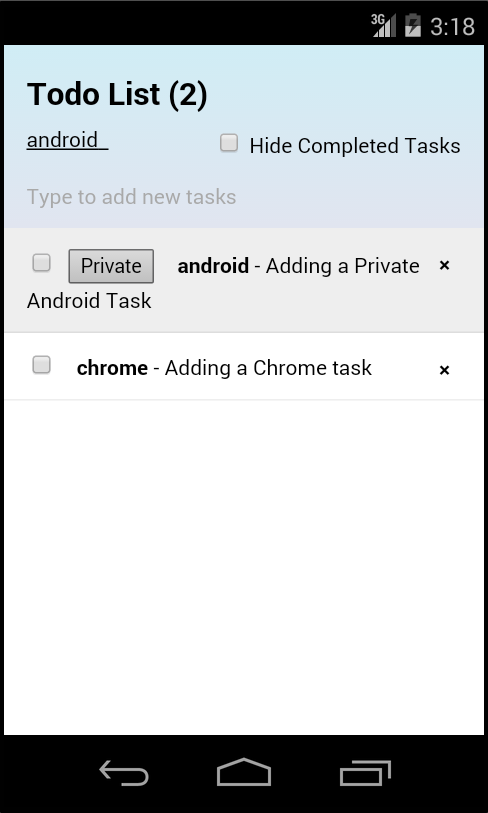 3G 3:18
Todo List (2)
android
Hide Completed Tasks
Type to add new tasks
Private android - Adding a Private ×
Android Task
chrome - Adding a Chrome task ×